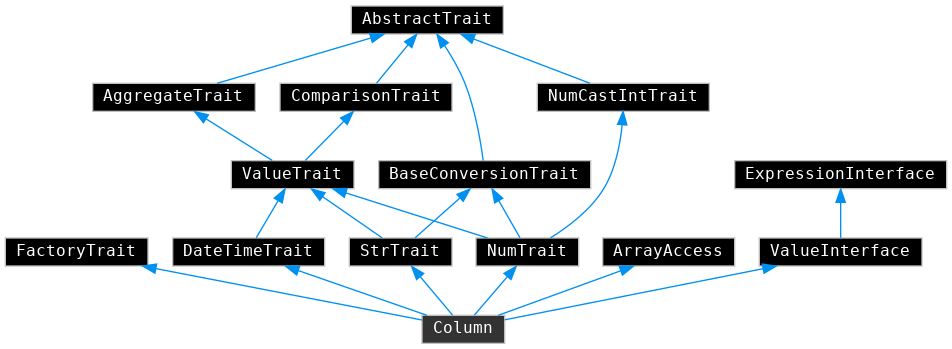 AbstractTrait
AggregateTrait
ComparisonTrait
NumCastIntTrait
ValueTrait
BaseConversionTrait
ExpressionInterface
FactoryTrait
DateTimeTrait
StrTrait
NumTrait
ArrayAccess
ValueInterface
Column